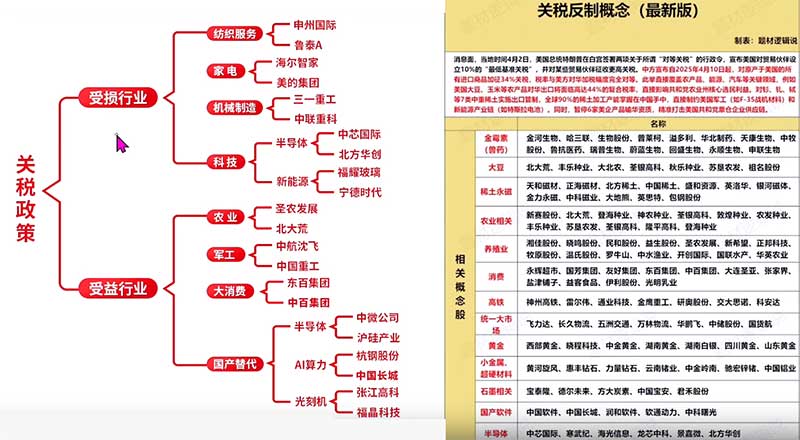 关税政策
受损行业
纺织服务
申州国际
鲁泰A
家电
海尔智家
美的集团
机械制造
三一重工
中联重科
科技
半导体
中芯国际
北方华创
新能源
福耀玻璃
宁德时代
受益行业
农业
圣农发展
北大荒
军工
中航沈飞
中国重工
大消费
东百集团
中百集团
国产替代
半导体
中微公司
沪硅产业
AI算力
杭钢股份
中国长城
光刻机
张江高科
福晶科技
关税反制概念（最新版）
制表：题材逻辑说
消息面，当地时间4月2日，美国总统特朗普在白宫签署两项关于所谓“对等关税”的行政令，宣布美国对贸易伙伴设
立10%的“最低基准关税”，并对某些贸易伙伴征收更高关税。中方宣布自2025年4月10日起，对原产于美国的所
有进口商品加征34%关税，税率与美方对华加税幅度完全对等。此举直接覆盖农产品、能源、汽车等关键领域，例如
美国大豆、玉米等农产品对华出口将面临高达44%的复合税率，直接影响共和党农业州核心选民利益。对钐、钆、铽
等7类中重稀土实施出口管制，全球90%的稀土加工产能掌握在中国手中，直接制约美国军工（如F-35战机材料）和
新能源产业链（如特斯拉电池）。同时，暂停6家美企产品输华资质，精准打击美国共和党票仓企业供应链。
名称
相关概念股
金霉素（兽药）
金河生物、哈三联、生物股份、普莱柯、溢多利、华北制药、天康生物、中牧
股份、鲁抗医药、瑞普生物、蔚蓝生物、回盛生物、永顺生物、申联生物
大豆
北大荒、丰乐种业、大北农、圣银高科、秋乐种业、苏垦农发、祖名股份
稀土永磁
天和磁材、正海磁材、北方稀土、中国稀土、盛和资源、英洛华、银河磁体、
金力永磁、中科磁业、大地熊、英思特、包钢股份
农业相关
新赛股份、北大荒、登海种业、神农种业、圣银高科、敦煌种业、农发种业、
丰乐种业、苏垦农发、圣银高科、隆平高科、登海种业
养殖业
湘佳股份、晓鸣股份、民和股份、益生股份、圣农发展、新希望、正邦科技、
牧原股份、温氏股份、罗牛山、中水渔业、开创国际、国联水产、华英农业
消费
永辉超市、国芳集团、友好集团、东百集团、中百集团、大连圣亚、张家界、
盐津铺子、益客食品、伊利股份、光明乳业
高铁
神州高铁、雷尔伟、通业科技、金鹰重工、研奥股份、交大思诺、科安达
统一大市场
飞力达、长久物流、五洲交通、万林物流、华鹏飞、中储股份、国货航
黄金
西部黄金、晓程科技、中金黄金、湖南黄金、湖南白银、四川黄金、山东黄金
小金属、超硬材料
黄河旋风、惠丰钻石、力量钻石、云南锗业、中金岭南、驰宏锌锗、中国铝业
石墨相关
宝泰隆、德尔未来、方大炭素、中国宝安、君禾股份
国产软件
中国软件、中国长城、润和软件、软通动力、中科曙光
半导体
中芯国际、寒武纪、海光信息、龙芯中科、景嘉微、北方华创